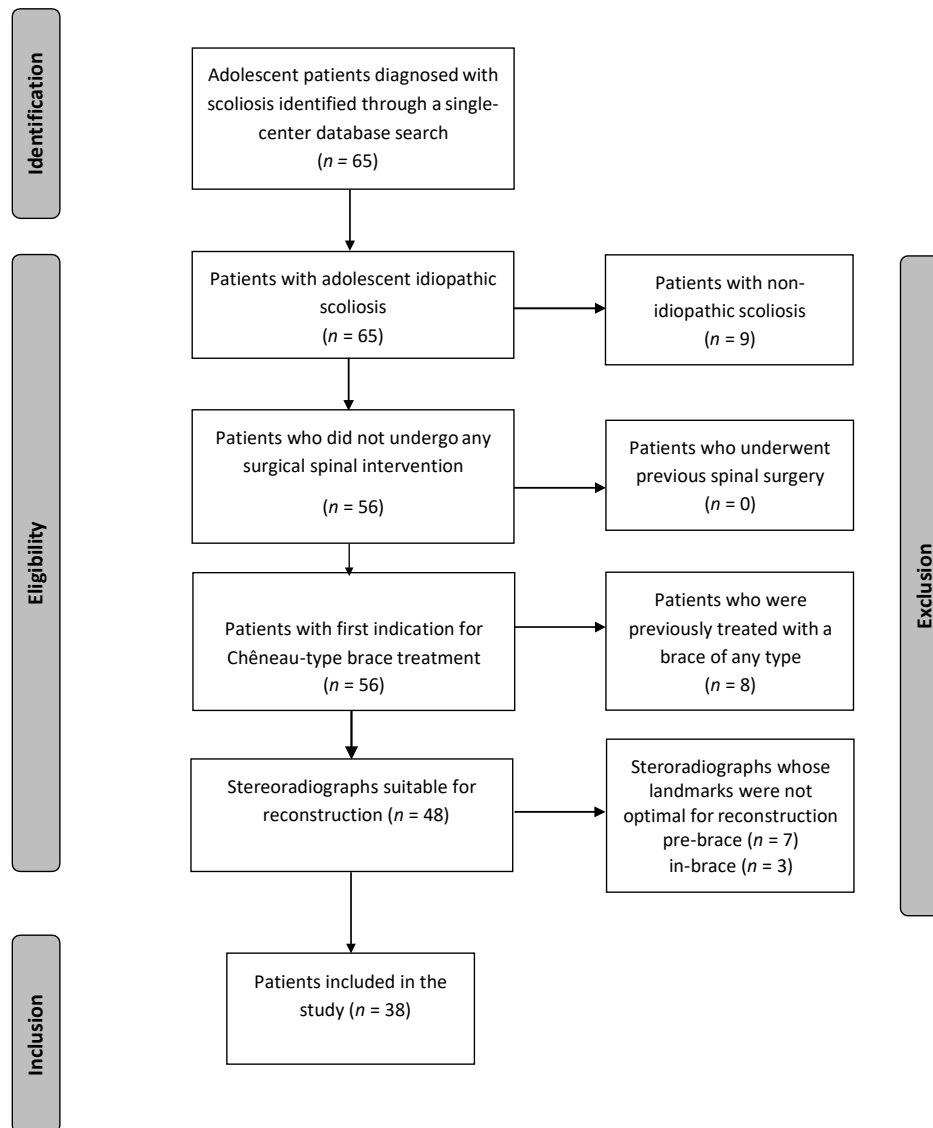 Identification
Adolescent patients diagnosed with
scoliosis identified through a single-
center database search
(n = 65)
Eligibility
Patients with adolescent idiopathic
scoliosis
(n = 65)
Patients with non-
idiopathic scoliosis
(n = 9)
Patients who did not undergo any
surgical spinal intervention
(n = 56)
Patients who underwent
previous spinal surgery
(n = 0)
Patients with first indication for
Chêneau-type brace treatment
(n = 56)
Patients who were
previously treated with a
brace of any type
(n = 8)
Stereoradiographs suitable for
reconstruction (n = 48)
Steroradiographs whose
landmarks were not
optimal for reconstruction
pre-brace (n = 7)
in-brace (n = 3)
Exclusion
Inclusion
Patients included in the
study (n = 38)